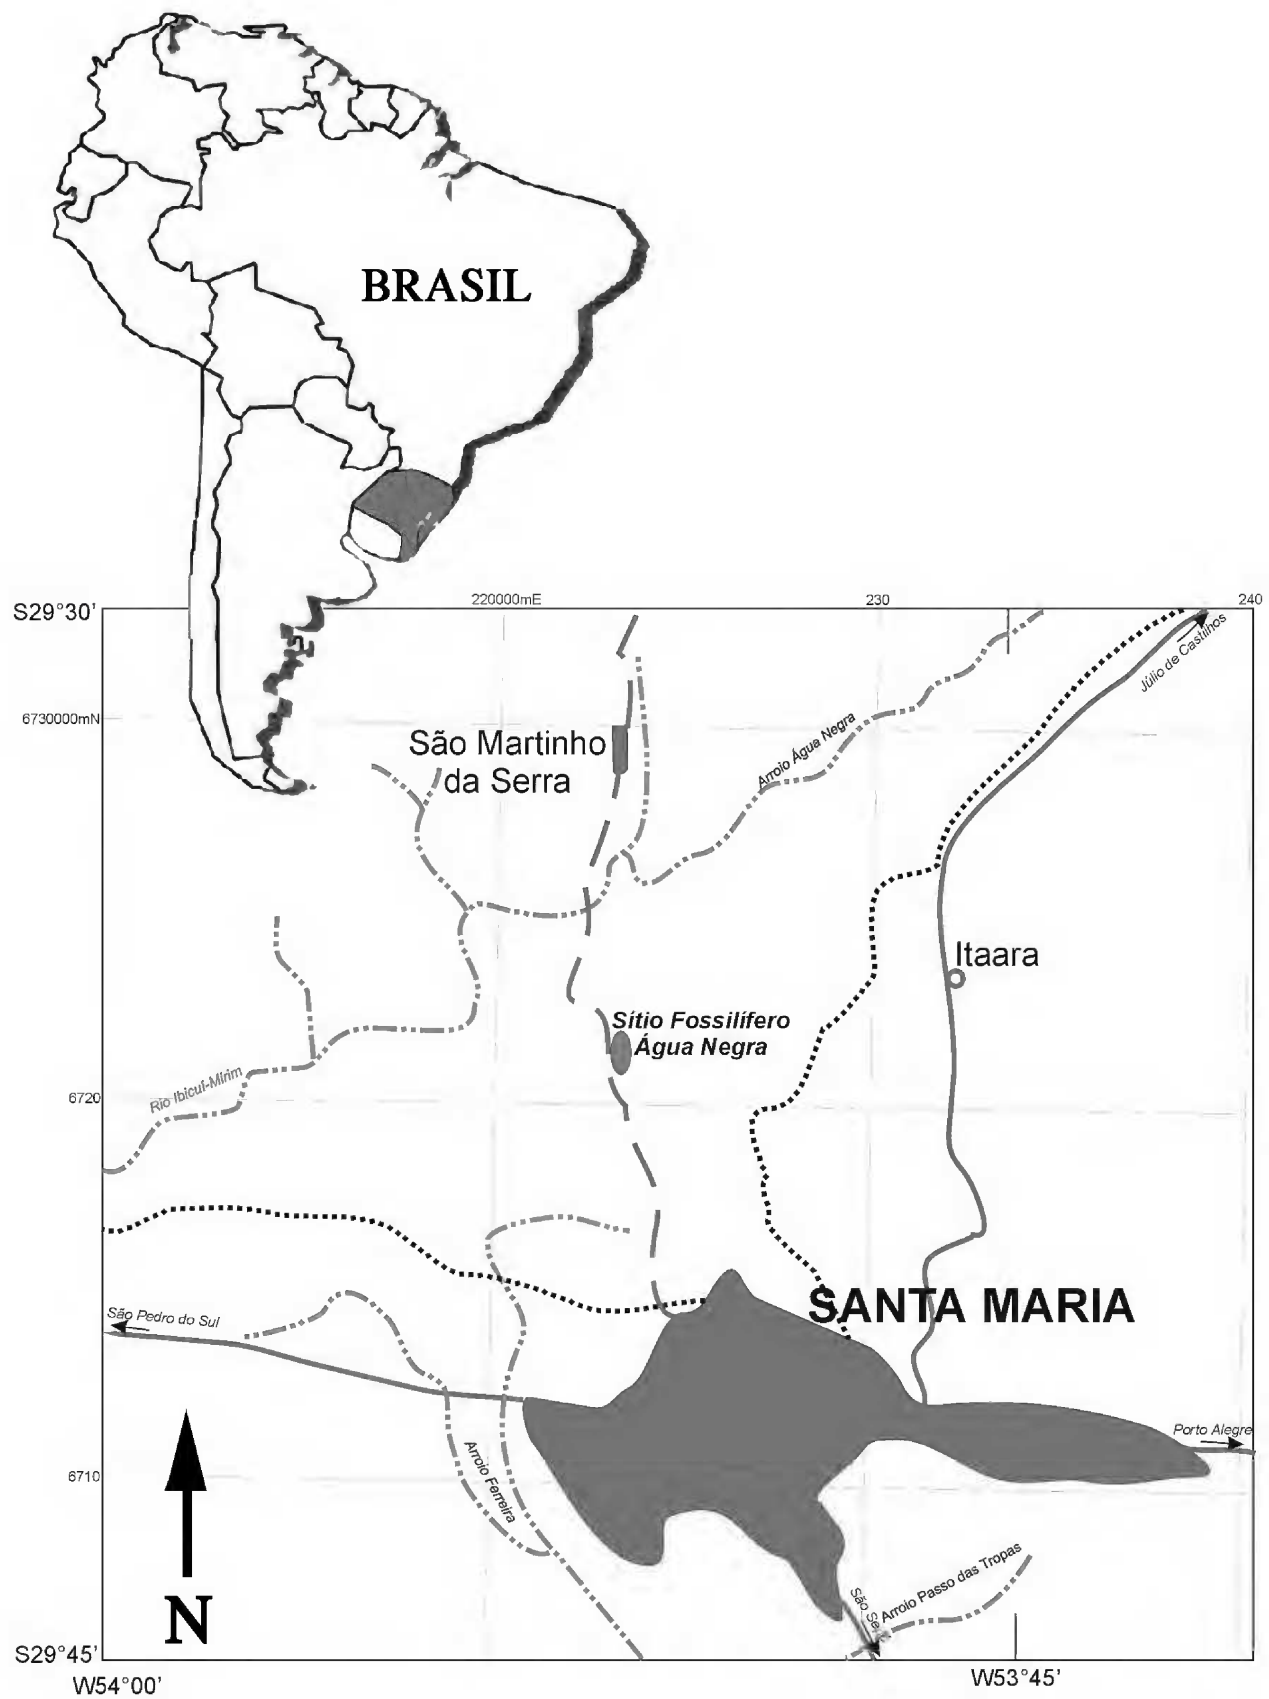 BRASIL
S29°30'
220000mE
230
240
Júlio de Castilhos
6730000mN
São Martinho
da Serra
Arroio Água Negra
Itaara
Sítio Fossilífero
Água Negra
Rio Ibicuí-Mirim
6720
SANTA MARIA
São Pedro do Sul
Porto Alegre
6710
Arroio Ferreira
Arroio Passo das Tropas
São
N
S29°45'
W54°00'
W53°45'